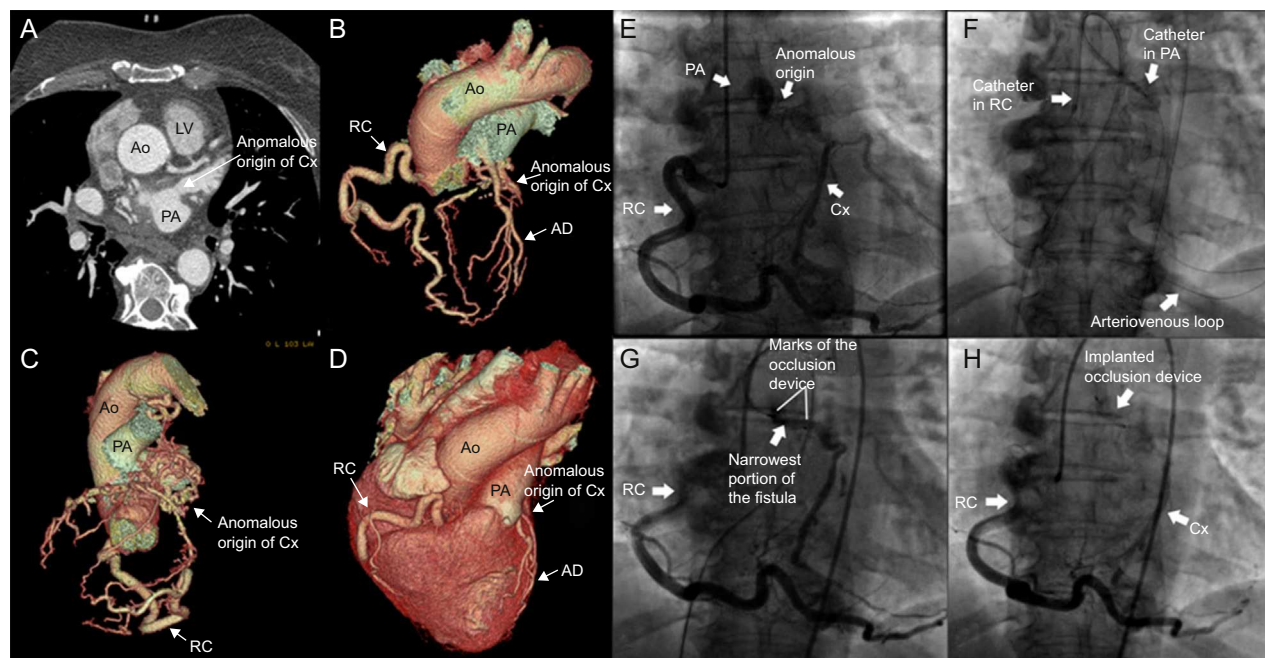 A
LV
Ao
Anomalous
origin of Cx
PA
O L 103 LAI
B
Ao
RC
PA
Anomalous
origin of Cx
AD
C
Ao
PA
Anomalous
origin of Cx
RC
D
Ao
RC
Anomalous
PA
origin of Cx
AD
E
PA
Anomalous
origin
RC
Cx
F
Catheter
in PA
Catheter
in RC
Arteriovenous loop
G
Marks of the
occlusion
device
Narrowest
portion of
the fistula
RC
H
Implanted
occlusion device
RC
Cx